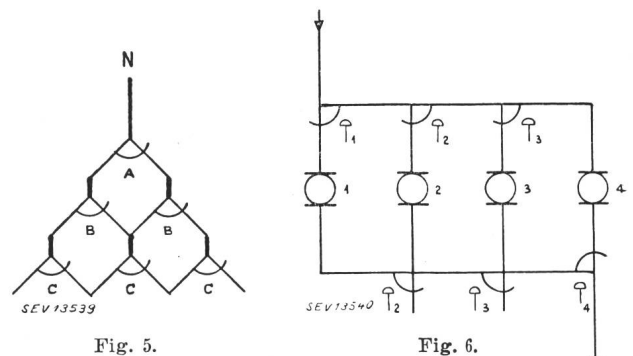 N
A
B B
C C C
SEV13539
Fig. 5.
T1 T2 T3
1 2 3 4
T2 T3 T4
SEV13540
Fig. 6.